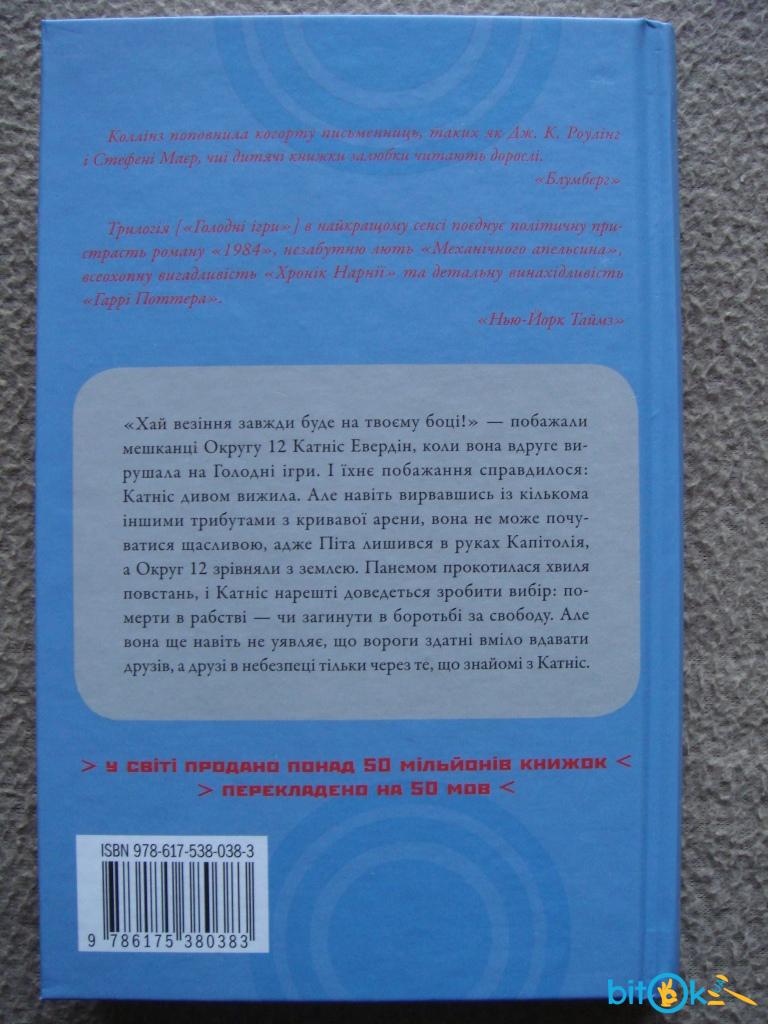 Коллінз поповнила когорту письменниць, таких як Дж. К. Роулінг
і Стефені Маєр, чиї дитячі книжки залюбки читають дорослі.
«Блумберг»
Трилогія [«Голодні ігри»] в найкращому сенсі поєднує політичну при-
страсть роману «1984», незабутню лють «Механічного апельсина»,
всеохопну вигадливість «Хронік Нарнії» та детальну винахідливість
«Гаррі Поттера».
«Нью-Йорк Таймз»
«Хай везіння завжди буде на твоєму боці!» — побажали
мешканці Округу 12 Катніс Евердін, коли вона вдруге ви-
рушала на Голодні ігри. І їхнє побажання справдилося:
Катніс дивом вижила. Але навіть вирвавшись із кількома
іншими трибутами з кривавої арени, вона не може почу-
ватися щасливою, адже Піта лишився в руках Капітолія,
а Округ 12 зрівняли з землею. Панемом прокотилася хвиля
повстань, і Катніс нарешті доведеться зробити вибір: по-
мерти в рабстві — чи загинути в боротьбі за свободу. Але
вона ще навіть не уявляє, що вороги здатні вміло вдавати
друзів, а друзі в небезпеці тільки через те, що знайомі з Катніс.
> У СВІТІ ПРОДАНО ПОНАД 50 МІЛЬЙОНІВ КНИЖОК <
> ПЕРЕКЛАДЕНО НА 50 МОВ <
ISBN 978-617-538-038-3
9 786175 380383
bitOk